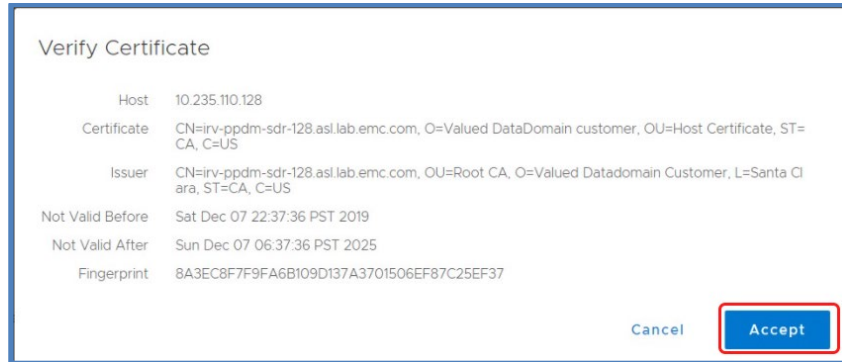 Verify Certificate
Host 10.235.110.128
Certificate CN=irv-ppdm-sdr-128.asl.lab.emc.com, O=Valued DataDomain customer, OU=Host Certificate, ST=
CA, C=US
Issuer CN=irv-ppdm-sdr-128.asl.lab.emc.com, OU=Root CA, O=Valued Datadomain Customer, L=Santa Cl
ara, ST=CA, C=US
Not Valid Before Sat Dec 07 22:37:36 PST 2019
Not Valid After Sun Dec 07 06:37:36 PST 2025
Fingerprint 8A3EC8F7F9FA6B109D137A3701506EF87C25EF37
Cancel Accept